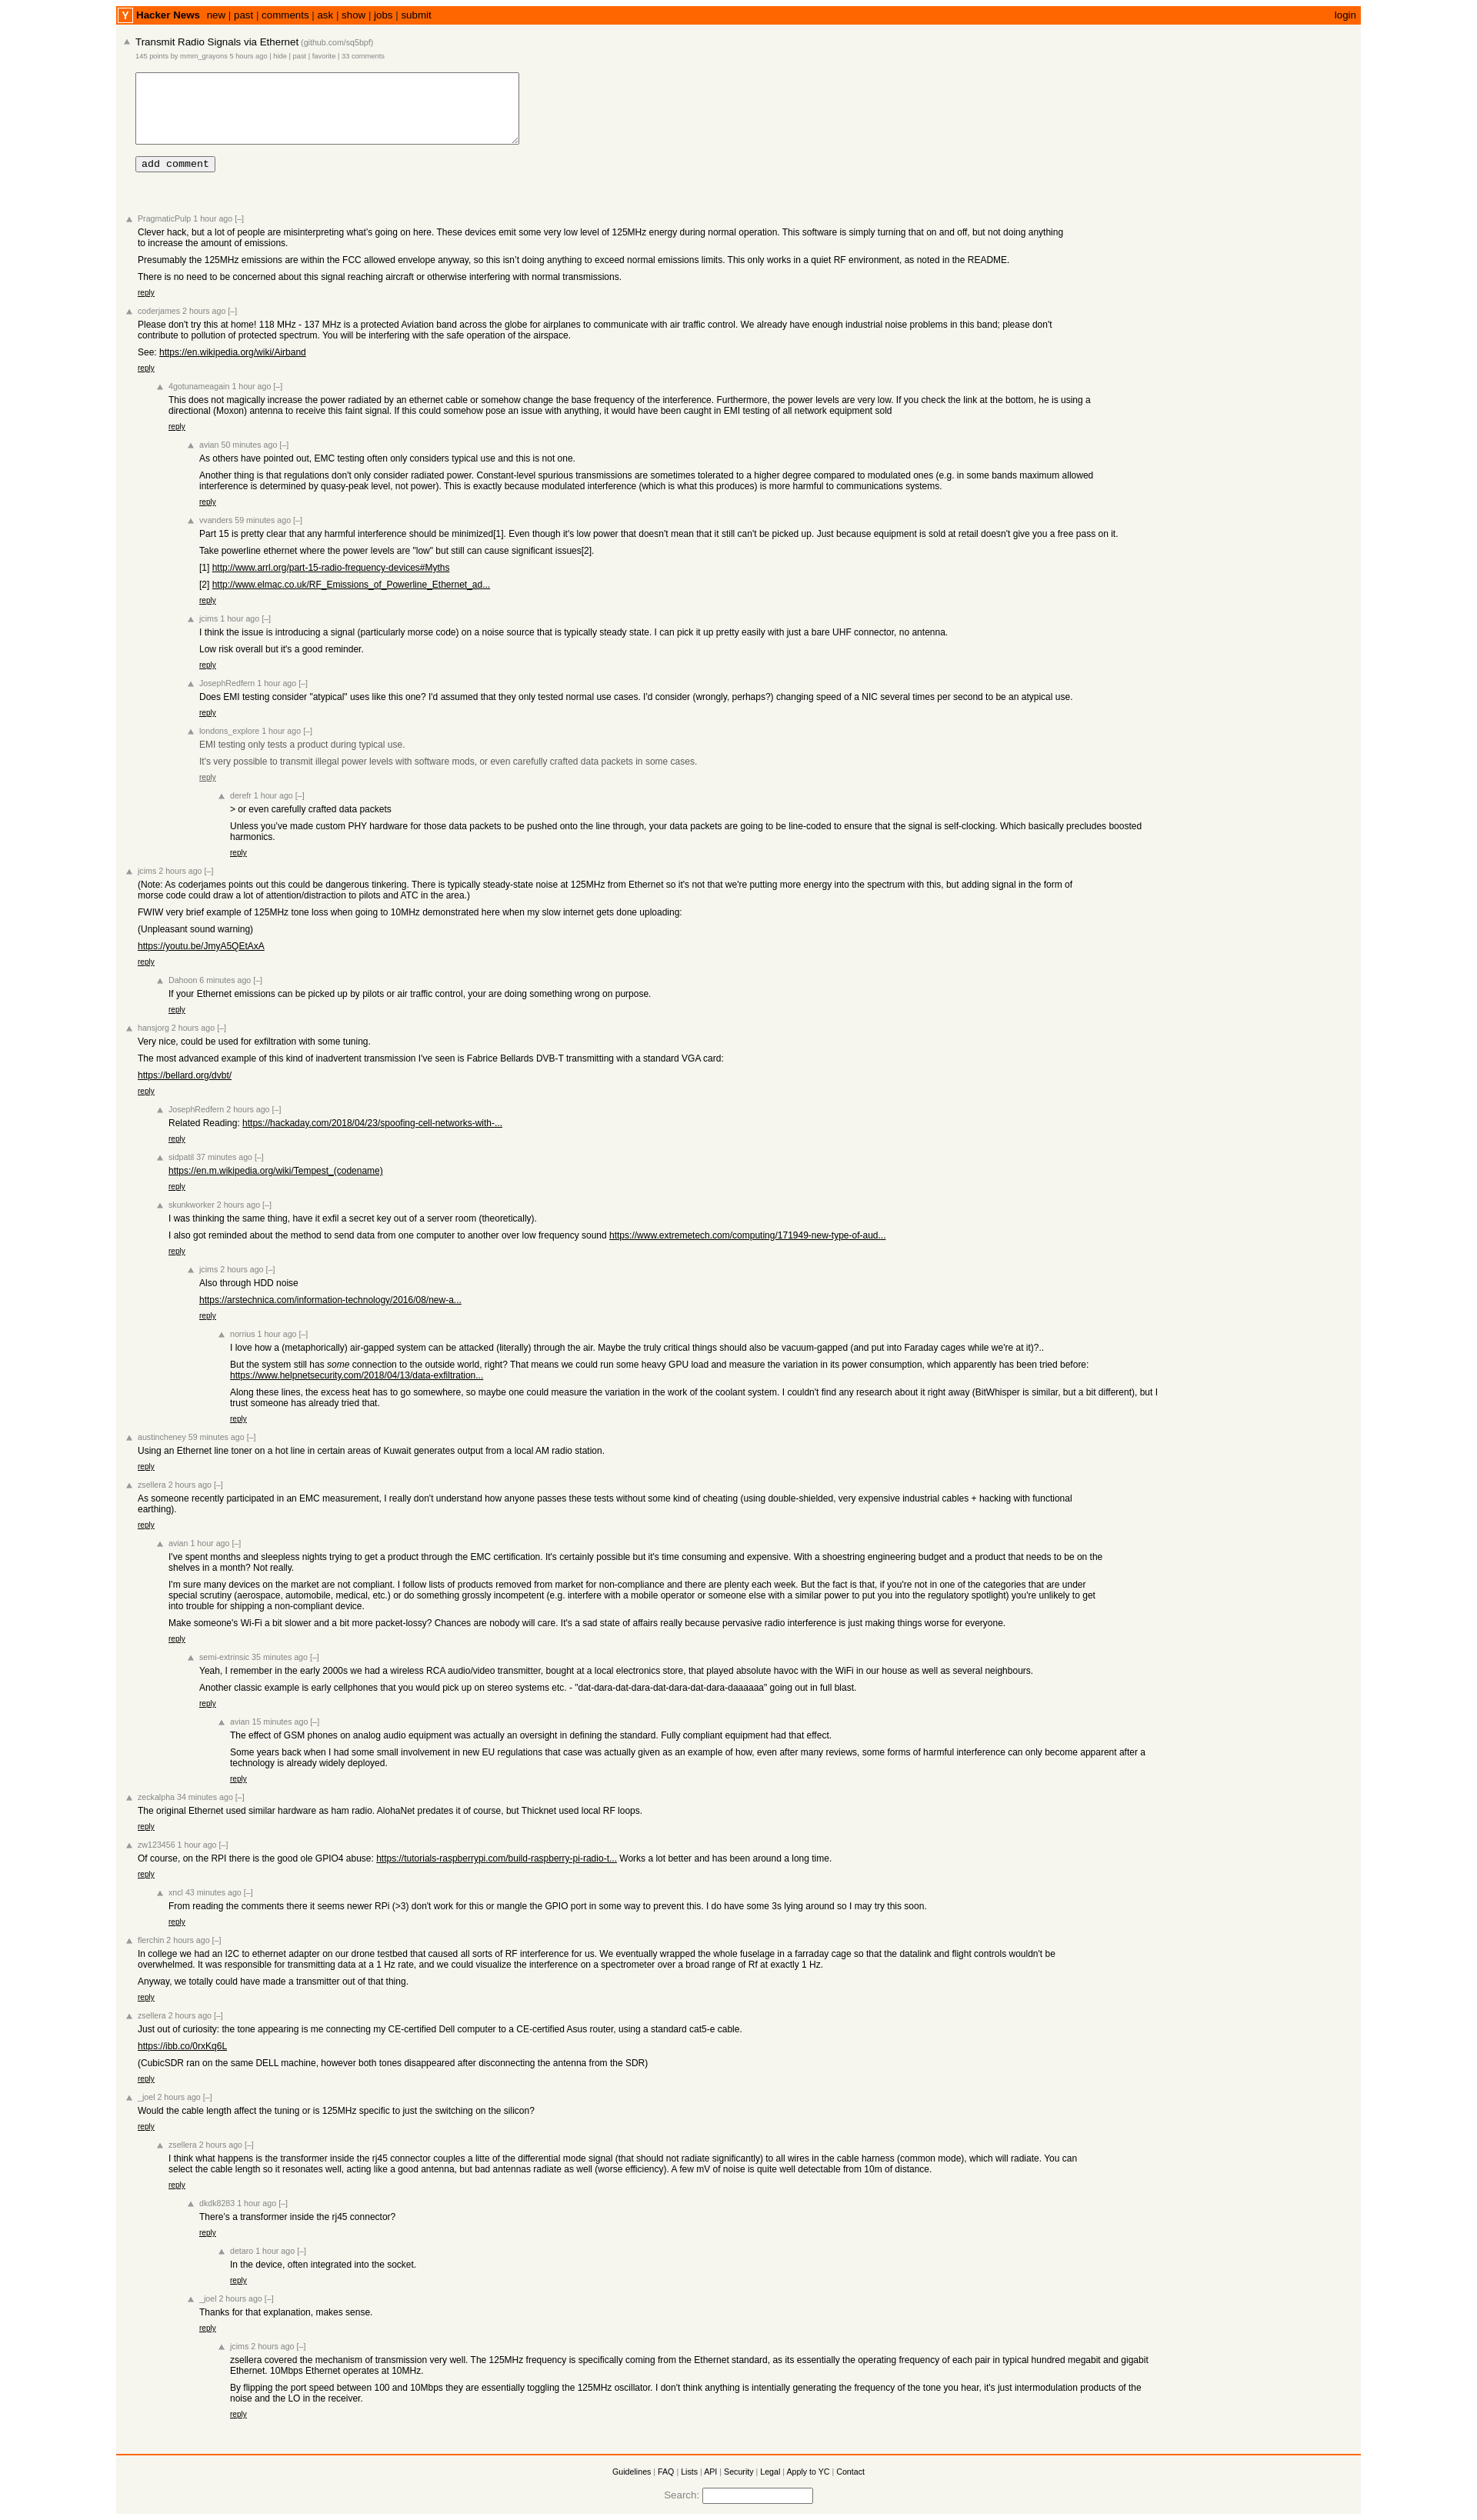 Y Hacker News new | past | comments | ask | show | jobs | submit login
Transmit Radio Signals via Ethernet (github.com/sq5bpf)
145 points by mmm_grayons 5 hours ago | hide | past | favorite | 33 comments
add comment
PragmaticPulp 1 hour ago [–]
Clever hack, but a lot of people are misinterpreting what's going on here. These devices emit some very low level of 125MHz energy during normal operation. This software is simply turning that on and off, but not doing anything
to increase the amount of emissions.
Presumably the 125MHz emissions are within the FCC allowed envelope anyway, so this isn't doing anything to exceed normal emissions limits. This only works in a quiet RF environment, as noted in the README.
There is no need to be concerned about this signal reaching aircraft or otherwise interfering with normal transmissions.
reply
coderjames 2 hours ago [–]
Please don't try this at home! 118 MHz - 137 MHz is a protected Aviation band across the globe for airplanes to communicate with air traffic control. We already have enough industrial noise problems in this band; please don't
contribute to pollution of protected spectrum. You will be interfering with the safe operation of the airspace.
See: https://en.wikipedia.org/wiki/Airband
reply
4gotunameagain 1 hour ago [–]
This does not magically increase the power radiated by an ethernet cable or somehow change the base frequency of the interference. Furthermore, the power levels are very low. If you check the link at the bottom, he is using a
directional (Moxon) antenna to receive this faint signal. If this could somehow pose an issue with anything, it would have been caught in EMI testing of all network equipment sold
reply
avian 50 minutes ago [–]
As others have pointed out, EMC testing often only considers typical use and this is not one.
Another thing is that regulations don't only consider radiated power. Constant-level spurious transmissions are sometimes tolerated to a higher degree compared to modulated ones (e.g. in some bands maximum allowed
interference is determined by quasy-peak level, not power). This is exactly because modulated interference (which is what this produces) is more harmful to communications systems.
reply
vvanders 59 minutes ago [–]
Part 15 is pretty clear that any harmful interference should be minimized[1]. Even though it's low power that doesn't mean that it still can't be picked up. Just because equipment is sold at retail doesn't give you a free pass on it.
Take powerline ethernet where the power levels are "low" but still can cause significant issues[2].
[1] http://www.arrl.org/part-15-radio-frequency-devices#Myths
[2] http://www.elmac.co.uk/RF_Emissions_of_Powerline_Ethernet_ad...
reply
jcims 1 hour ago [–]
I think the issue is introducing a signal (particularly morse code) on a noise source that is typically steady state. I can pick it up pretty easily with just a bare UHF connector, no antenna.
Low risk overall but it's a good reminder.
reply
JosephRedfern 1 hour ago [–]
Does EMI testing consider "atypical" uses like this one? I'd assumed that they only tested normal use cases. I'd consider (wrongly, perhaps?) changing speed of a NIC several times per second to be an atypical use.
reply
londons_explore 1 hour ago [–]
EMI testing only tests a product during typical use.
It's very possible to transmit illegal power levels with software mods, or even carefully crafted data packets in some cases.
reply
derefr 1 hour ago [–]
> or even carefully crafted data packets
Unless you've made custom PHY hardware for those data packets to be pushed onto the line through, your data packets are going to be line-coded to ensure that the signal is self-clocking. Which basically precludes boosted
harmonics.
reply
jcims 2 hours ago [–]
(Note: As coderjames points out this could be dangerous tinkering. There is typically steady-state noise at 125MHz from Ethernet so it's not that we're putting more energy into the spectrum with this, but adding signal in the form of
morse code could draw a lot of attention/distraction to pilots and ATC in the area.)
FWIW very brief example of 125MHz tone loss when going to 10MHz demonstrated here when my slow internet gets done uploading:
(Unpleasant sound warning)
https://youtu.be/JmyA5QEtAxA
reply
Dahoon 6 minutes ago [–]
If your Ethernet emissions can be picked up by pilots or air traffic control, your are doing something wrong on purpose.
reply
hansjorg 2 hours ago [–]
Very nice, could be used for exfiltration with some tuning.
The most advanced example of this kind of inadvertent transmission I've seen is Fabrice Bellards DVB-T transmitting with a standard VGA card:
https://bellard.org/dvbt/
reply
JosephRedfern 2 hours ago [–]
Related Reading: https://hackaday.com/2018/04/23/spoofing-cell-networks-with-...
reply
sidpatil 37 minutes ago [–]
https://en.m.wikipedia.org/wiki/Tempest_(codename)
reply
skunkworker 2 hours ago [–]
I was thinking the same thing, have it exfil a secret key out of a server room (theoretically).
I also got reminded about the method to send data from one computer to another over low frequency sound https://www.extremetech.com/computing/171949-new-type-of-aud...
reply
jcims 2 hours ago [–]
Also through HDD noise
https://arstechnica.com/information-technology/2016/08/new-a...
reply
norrius 1 hour ago [–]
I love how a (metaphorically) air-gapped system can be attacked (literally) through the air. Maybe the truly critical things should also be vacuum-gapped (and put into Faraday cages while we're at it)?..
But the system still has some connection to the outside world, right? That means we could run some heavy GPU load and measure the variation in its power consumption, which apparently has been tried before:
https://www.helpnetsecurity.com/2018/04/13/data-exfiltration...
Along these lines, the excess heat has to go somewhere, so maybe one could measure the variation in the work of the coolant system. I couldn't find any research about it right away (BitWhisper is similar, but a bit different), but I
trust someone has already tried that.
reply
austincheney 59 minutes ago [–]
Using an Ethernet line toner on a hot line in certain areas of Kuwait generates output from a local AM radio station.
reply
zsellera 2 hours ago [–]
As someone recently participated in an EMC measurement, I really don't understand how anyone passes these tests without some kind of cheating (using double-shielded, very expensive industrial cables + hacking with functional
earthing).
reply
avian 1 hour ago [–]
I've spent months and sleepless nights trying to get a product through the EMC certification. It's certainly possible but it's time consuming and expensive. With a shoestring engineering budget and a product that needs to be on the
shelves in a month? Not really.
I'm sure many devices on the market are not compliant. I follow lists of products removed from market for non-compliance and there are plenty each week. But the fact is that, if you're not in one of the categories that are under
special scrutiny (aerospace, automobile, medical, etc.) or do something grossly incompetent (e.g. interfere with a mobile operator or someone else with a similar power to put you into the regulatory spotlight) you're unlikely to get
into trouble for shipping a non-compliant device.
Make someone's Wi-Fi a bit slower and a bit more packet-lossy? Chances are nobody will care. It's a sad state of affairs really because pervasive radio interference is just making things worse for everyone.
reply
semi-extrinsic 35 minutes ago [–]
Yeah, I remember in the early 2000s we had a wireless RCA audio/video transmitter, bought at a local electronics store, that played absolute havoc with the WiFi in our house as well as several neighbours.
Another classic example is early cellphones that you would pick up on stereo systems etc. - "dat-dara-dat-dara-dat-dara-dat-dara-daaaaaa" going out in full blast.
reply
avian 15 minutes ago [–]
The effect of GSM phones on analog audio equipment was actually an oversight in defining the standard. Fully compliant equipment had that effect.
Some years back when I had some small involvement in new EU regulations that case was actually given as an example of how, even after many reviews, some forms of harmful interference can only become apparent after a
technology is already widely deployed.
reply
zeckalpha 34 minutes ago [–]
The original Ethernet used similar hardware as ham radio. AlohaNet predates it of course, but Thicknet used local RF loops.
reply
zw123456 1 hour ago [–]
Of course, on the RPI there is the good ole GPIO4 abuse: https://tutorials-raspberrypi.com/build-raspberry-pi-radio-t... Works a lot better and has been around a long time.
reply
xncl 43 minutes ago [–]
From reading the comments there it seems newer RPi (>3) don't work for this or mangle the GPIO port in some way to prevent this. I do have some 3s lying around so I may try this soon.
reply
flerchin 2 hours ago [–]
In college we had an I2C to ethernet adapter on our drone testbed that caused all sorts of RF interference for us. We eventually wrapped the whole fuselage in a farraday cage so that the datalink and flight controls wouldn't be
overwhelmed. It was responsible for transmitting data at a 1 Hz rate, and we could visualize the interference on a spectrometer over a broad range of Rf at exactly 1 Hz.
Anyway, we totally could have made a transmitter out of that thing.
reply
zsellera 2 hours ago [–]
Just out of curiosity: the tone appearing is me connecting my CE-certified Dell computer to a CE-certified Asus router, using a standard cat5-e cable.
https://ibb.co/0rxKq6L
(CubicSDR ran on the same DELL machine, however both tones disappeared after disconnecting the antenna from the SDR)
reply
_joel 2 hours ago [–]
Would the cable length affect the tuning or is 125MHz specific to just the switching on the silicon?
reply
zsellera 2 hours ago [–]
I think what happens is the transformer inside the rj45 connector couples a litte of the differential mode signal (that should not radiate significantly) to all wires in the cable harness (common mode), which will radiate. You can
select the cable length so it resonates well, acting like a good antenna, but bad antennas radiate as well (worse efficiency). A few mV of noise is quite well detectable from 10m of distance.
reply
dkdk8283 1 hour ago [–]
There's a transformer inside the rj45 connector?
reply
detaro 1 hour ago [–]
In the device, often integrated into the socket.
reply
_joel 2 hours ago [–]
Thanks for that explanation, makes sense.
reply
jcims 2 hours ago [–]
zsellera covered the mechanism of transmission very well. The 125MHz frequency is specifically coming from the Ethernet standard, as its essentially the operating frequency of each pair in typical hundred megabit and gigabit
Ethernet. 10Mbps Ethernet operates at 10MHz.
By flipping the port speed between 100 and 10Mbps they are essentially toggling the 125MHz oscillator. I don't think anything is intentially generating the frequency of the tone you hear, it's just intermodulation products of the
noise and the LO in the receiver.
reply
Guidelines | FAQ | Lists | API | Security | Legal | Apply to YC | Contact
Search: